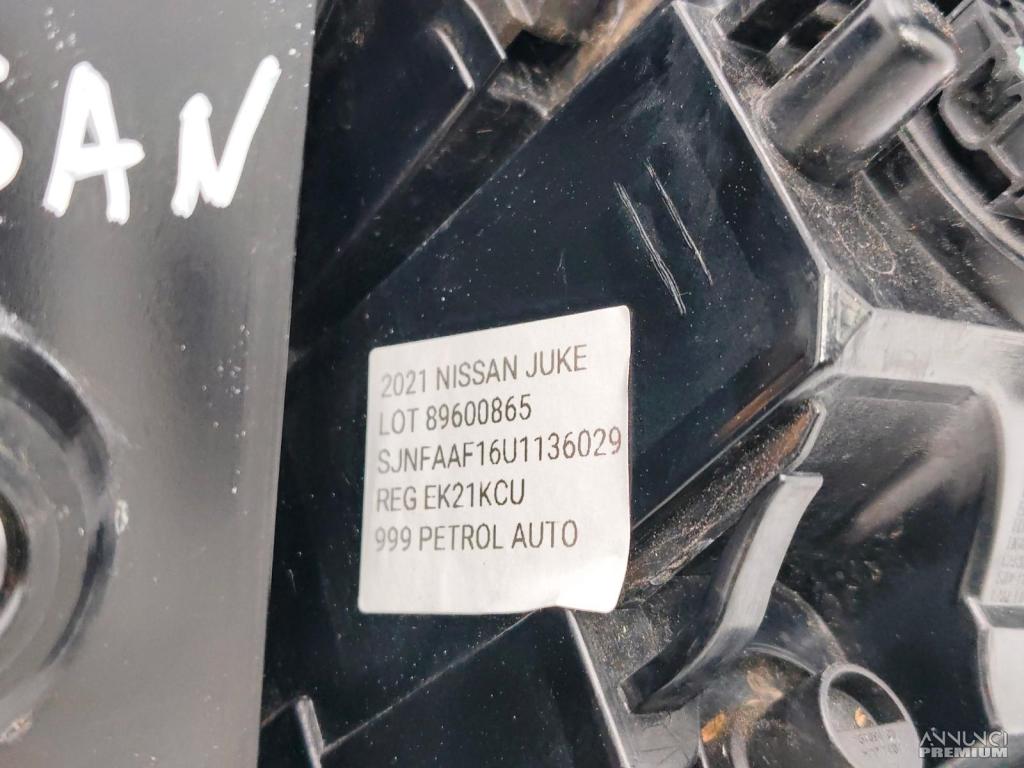 SAN
2021 NISSAN JUKE
LOT 89600865
SJNFAAF16U1136029
REG EK21KCU
999 PETROL AUTO
ANNUNCI
PREMIUM